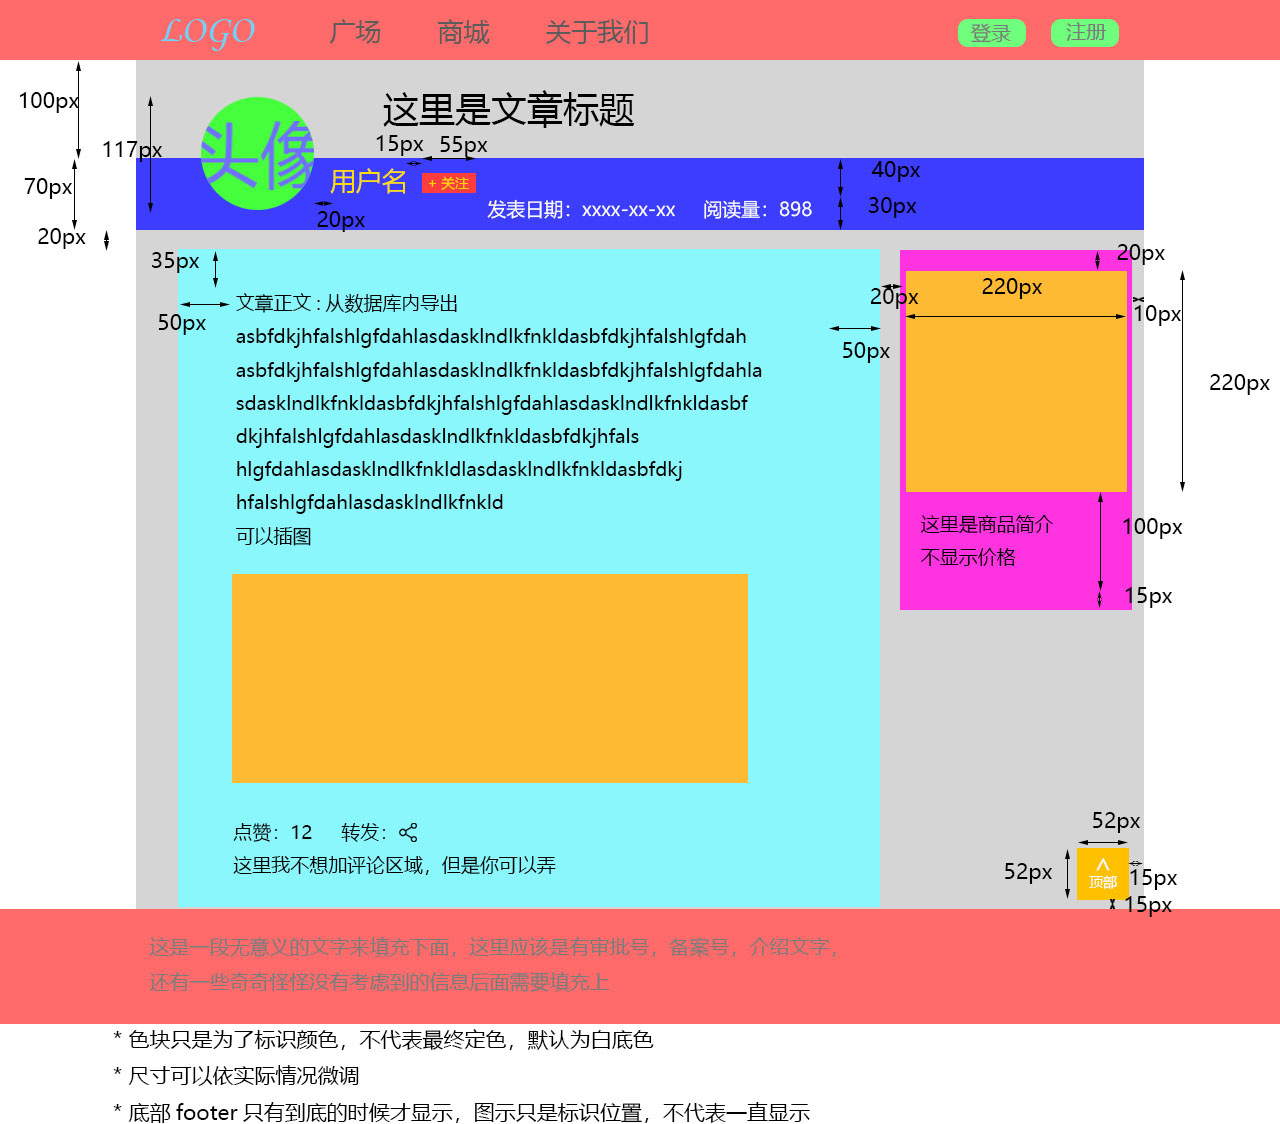 LOGO 广场 商城 关于我们 登录 注册
100px
这里是文章标题
117px
头像
15px 55px
70px
用户名 + 关注
40px
20px
发表日期：xxxx-xx-xx 阅读量：898
30px
20px
35px
20px
50px
文章正文 : 从数据库内导出
20px
220px
10px
asbfdkjhfalshlgfdahlasdasklndlkfnkldasbfdkjhfalshlgfdah
50px
asbfdkjhfalshlgfdahlasdasklndlkfnkldasbfdkjhfalshlgfdahla
220px
sdasklndlkfnkldasbfdkjhfalshlgfdahlasdasklndlkfnkldasbf
dkjhfalshlgfdahlasdasklndlkfnkldasbfdkjhfals
hlgfdahlasdasklndlkfnkldlasdasklndlkfnkldasbfdkj
hfalshlgfdahlasdasklndlkfnkld
可以插图
这里是商品简介
100px
不显示价格
15px
点赞：12 转发：
这里我不想加评论区域，但是你可以弄
52px
52px
顶部
15px
15px
这是一段无意义的文字来填充下面，这里应该是有审批号，备案号，介绍文字，
还有一些奇奇怪怪没有考虑到的信息后面需要填充上
* 色块只是为了标识颜色，不代表最终定色，默认为白底色
* 尺寸可以依实际情况微调
* 底部 footer 只有到底的时候才显示，图示只是标识位置，不代表一直显示